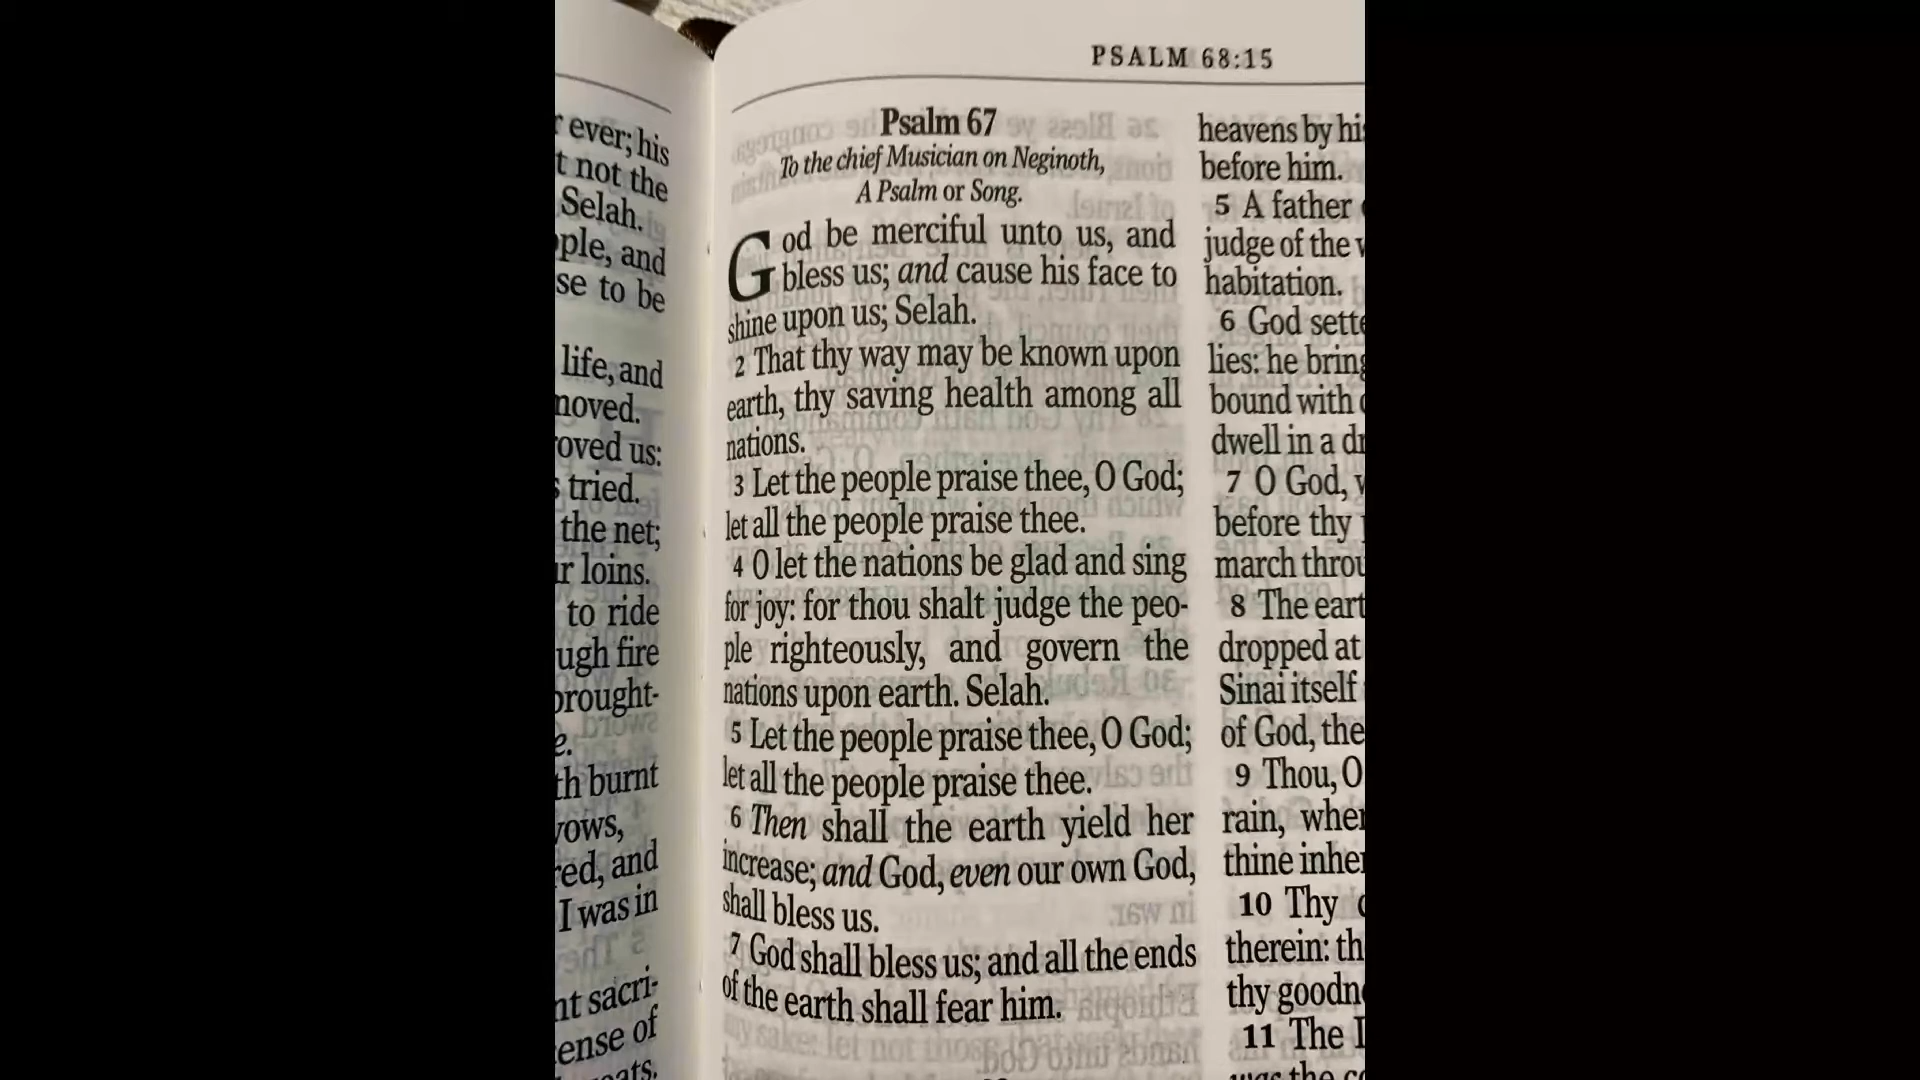 ever; his
not the
Selah.
and
se to be
life, and
us:
tried.
the net;
loins.
to ride
fire
burnt
and
I was in
sacri-
of
PSALM 68:15
Psalm 67
To the chief Musician on Neginoth,
A Psalm or Song.
God be merciful unto us, and
bless us; and cause his face to
shine upon us; Selah.
2 That thy way may be known upon
earth, thy saving health among all
nations.
3 Let the people praise thee, O God;
let all the people praise thee.
4 O let the nations be glad and sing
for joy: for thou shalt judge the peo-
ple righteously, and govern the
nations upon earth. Selah.
5 Let the people praise thee, O God;
let all the people praise thee.
6 Then shall the earth yield her
increase; and God, even our own God,
shall bless us.
7 God shall bless us; and all the ends
of the earth shall fear him.
heavens by
before him.
5 A father
judge of the
habitation.
6 God
lies: he
bound with
dwell in a
7 O God,
before thy
march
8 The
dropped at
Sinai itself
of God, the
9 Thou, O
rain,
thine
10 Thy
therein:
thy
11 The
was the